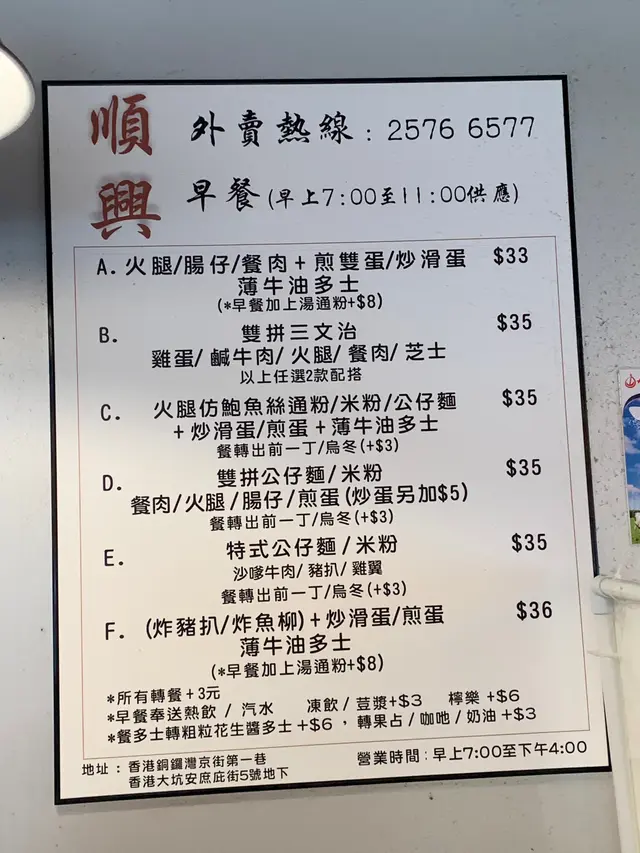 順興
外賣熱線：2576 6577
早餐(早上7:00至11:00供應)
A. 火腿/腸仔/餐肉+煎雙蛋/炒滑蛋 $33
薄牛油多士
(*早餐加上湯通粉+$8)
B. 雙拼三文治 $35
雞蛋/鹹牛肉/火腿/餐肉/芝士
以上任選2款配搭
C. 火腿仿鮑魚絲通粉/米粉/公仔麵 $35
+炒滑蛋/煎蛋+薄牛油多士
餐轉出前一丁/烏冬(+$3)
D. 雙拼公仔麵/米粉 $35
餐肉/火腿/腸仔/煎蛋(炒蛋另加$5)
餐轉出前一丁/烏冬(+$3)
E. 特式公仔麵/米粉 $35
沙嗲牛肉/豬扒/雞翼
餐轉出前一丁/烏冬(+$3)
F. (炸豬扒/炸魚柳)+炒滑蛋/煎蛋 $36
薄牛油多士
(*早餐加上湯通粉+$8)
*所有轉餐+3元
*早餐奉送熱飲/汽水 凍飲/荳漿+$3 檸樂+$6
*餐多士轉粗粒花生醬多士+$6，轉果占/咖吔/奶油+$3
地址：香港銅鑼灣京街第一巷
香港大坑安庶庇街5號地下
營業時間：早上7:00至下午4:00